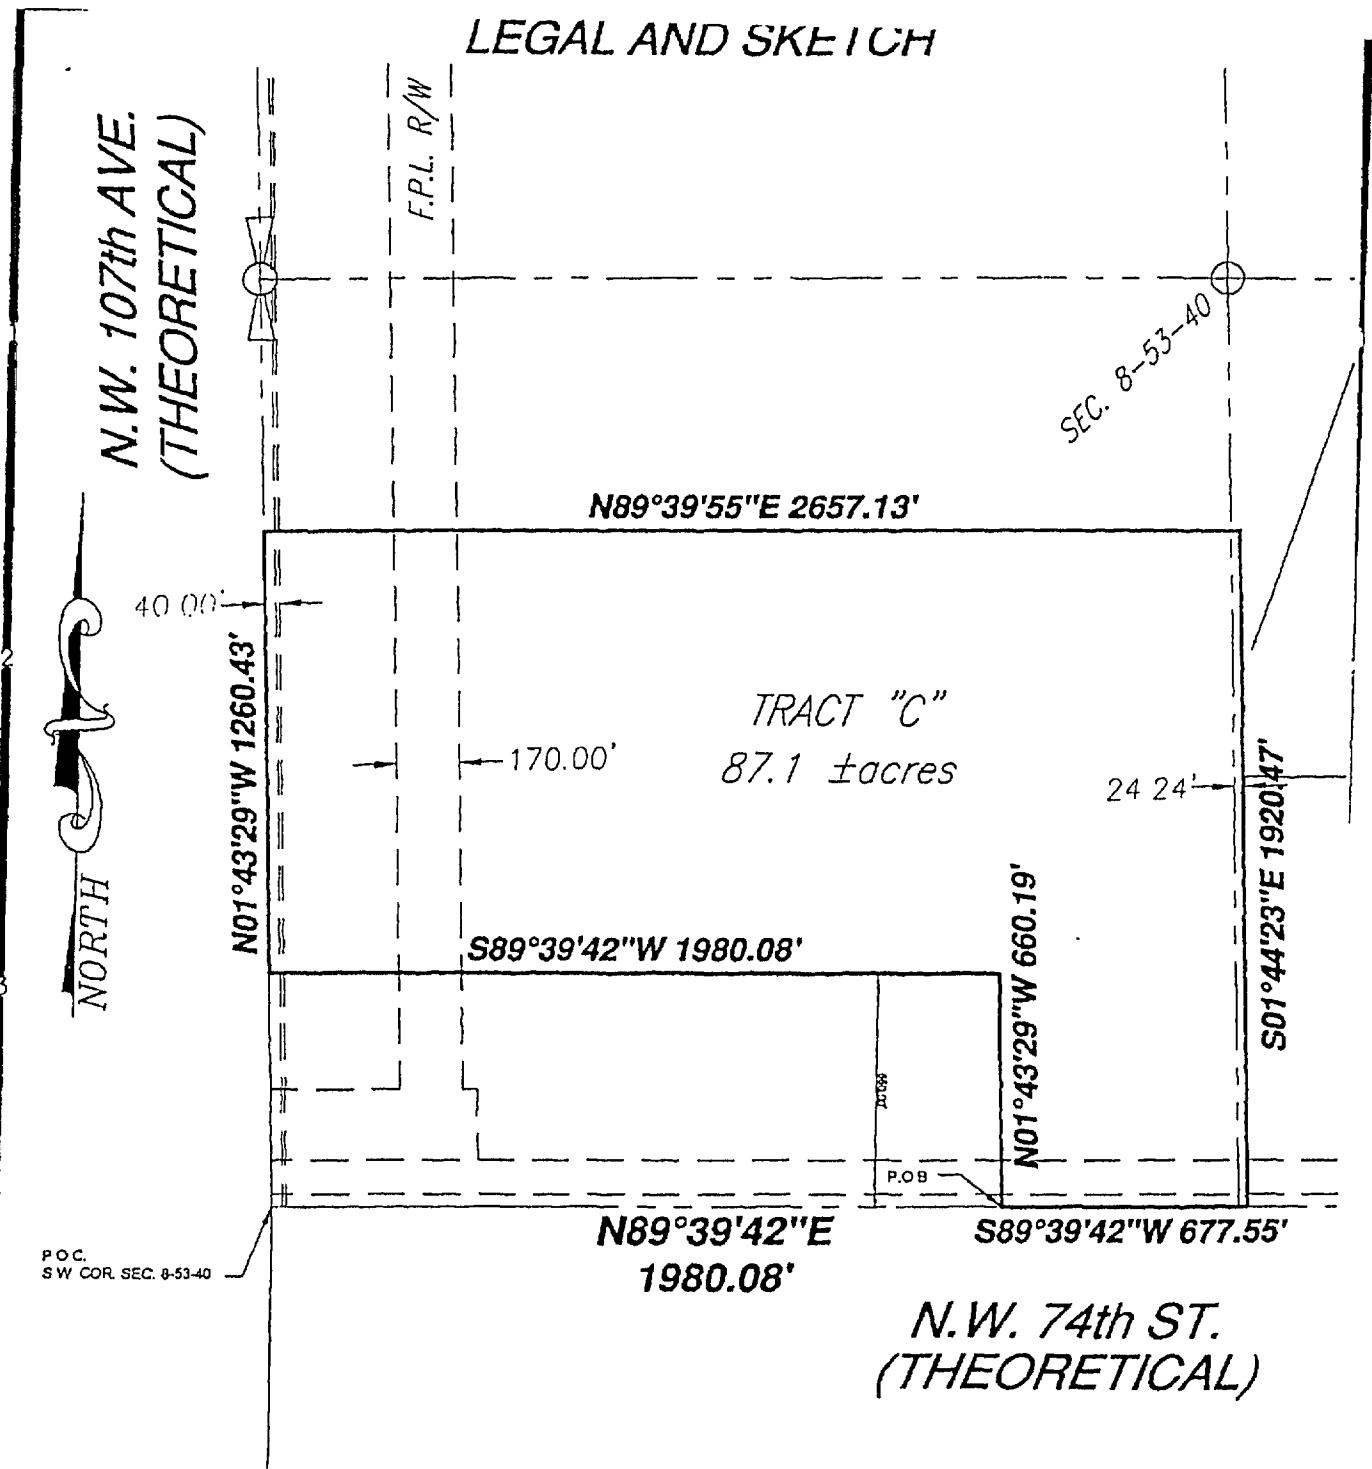 LEGAL AND SKETCH
N.W. 107th AVE.
(THEORETICAL)
F.P.L. R/W
SEC. 8-53-40
N89°39'55"E 2657.13'
40 00'
N01°43'29"W 1260.43'
TRACT "C"
87.1 ±acres
170.00'
24 24'
S01°44'23"E 1920.47'
NORTH
S89°39'42"W 1980.08'
N01°43'29"W 660.19'
P.O B
N89°39'42"E
1980.08'
S89°39'42"W 677.55'
P O C.
S W COR. SEC. 8-53-40
N.W. 74th ST.
(THEORETICAL)
2
3